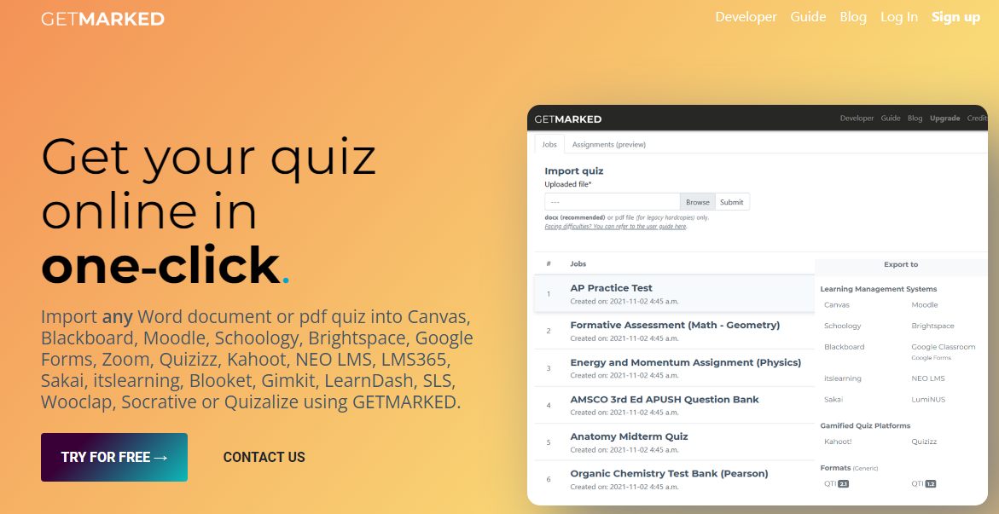 GETMARKED
Developer Guide Blog Log In Sign up
Get your quiz
online in
one-click.
Import any Word document or pdf quiz into Canvas,
Blackboard, Moodle, Schoology, Brightspace, Google
Forms, Zoom, Quizizz, Kahoot, NEO LMS, LMS365,
Sakai, itslearning, Blooket, Gimkit, LearnDash, SLS,
Wooclap, Socrative or Quizalize using GETMARKED.
TRY FOR FREE →
CONTACT US
GETMARKED
Developer Guide Blog Upgrade Credit
Jobs Assignments (preview)
Import quiz
Uploaded file*
---
Browse Submit
docx (recommended) or pdf file (for legacy hardcopies) only.
Facing difficulties? You can refer to the user guide here.
# Jobs
1 AP Practice Test
Created on: 2021-11-02 4:45 a.m.
2 Formative Assessment (Math - Geometry)
Created on: 2021-11-02 4:45 a.m.
3 Energy and Momentum Assignment (Physics)
Created on: 2021-11-02 4:45 a.m.
4 AMSCO 3rd Ed APUSH Question Bank
Created on: 2021-11-02 4:45 a.m.
5 Anatomy Midterm Quiz
Created on: 2021-11-02 4:45 a.m.
6 Organic Chemistry Test Bank (Pearson)
Created on: 2021-11-02 4:45 a.m.
Export to
Learning Management Systems
Canvas Moodle
Schoology Brightspace
Blackboard Google Classroom
Google Forms
itslearning NEO LMS
Sakai LumiNUS
Gamified Quiz Platforms
Kahoot! Quizizz
Formats (Generic)
QTI 2.1 QTI 1.2